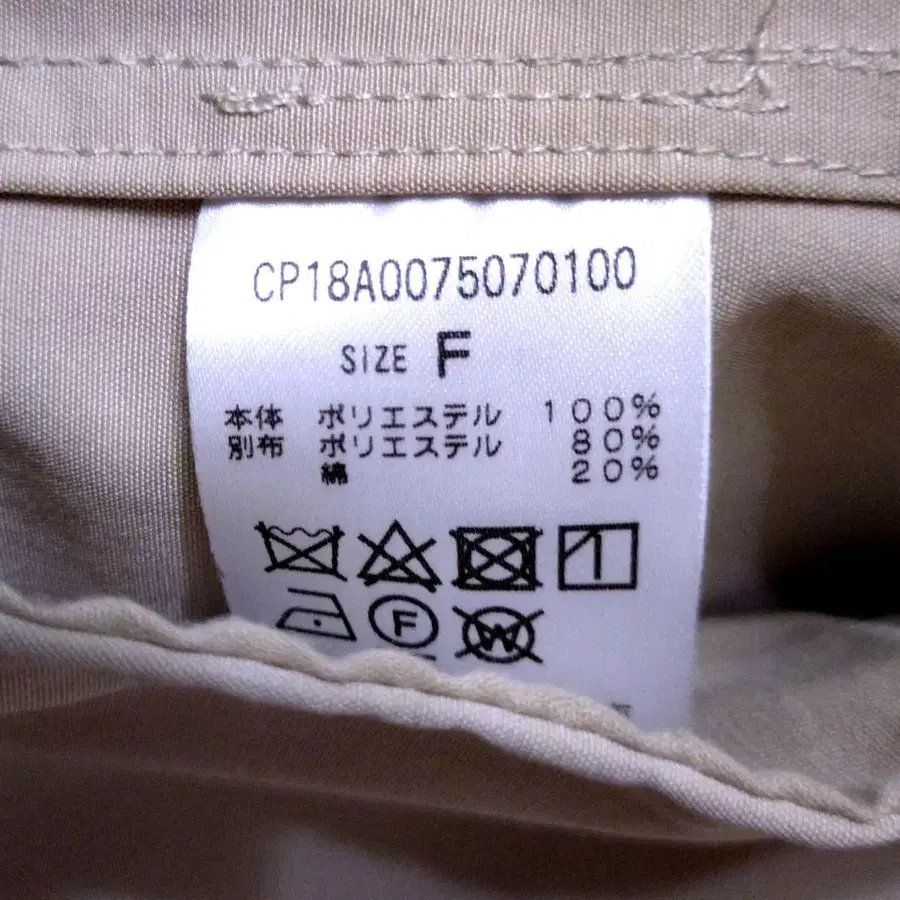 CP18A0075070100
SIZE F
本体 ポリエステル 100%
別布 ポリエステル 80%
綿 20%
F
W